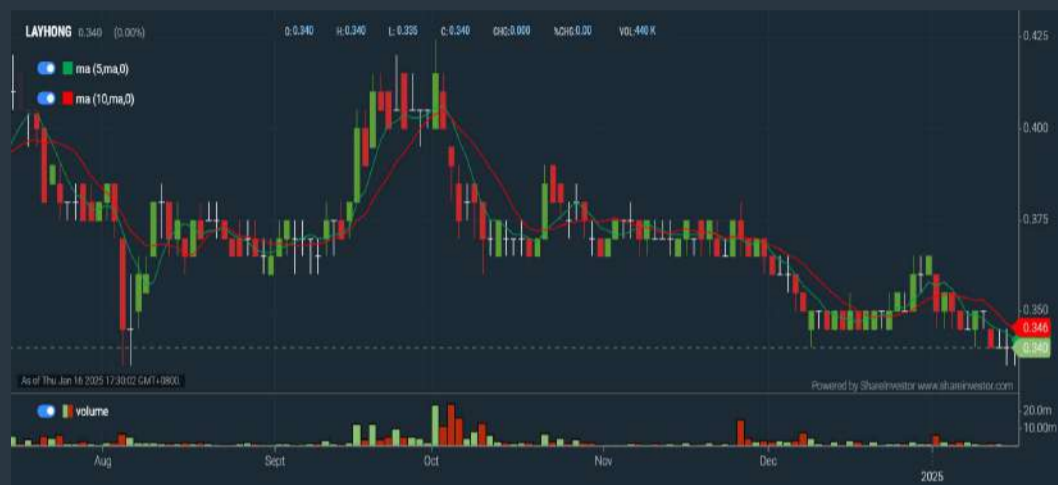 LAYHONG 0.340 (0.00%) O:0.340 H:0.340 L:0.335 C:0.340 CHG:0.000 %CHG:0.00 VOL:440 K
ma (5,ma,0)
ma (10,ma,0)
0.425
0.400
0.375
0.350
0.346
0.340
As of Thu Jan 16 2025 17:30:02 GMT+0800.
Powered by ShareInvestor www.shareinvestor.com
volume
20.0m
10.00m
Aug Sept Oct Nov Dec
2025